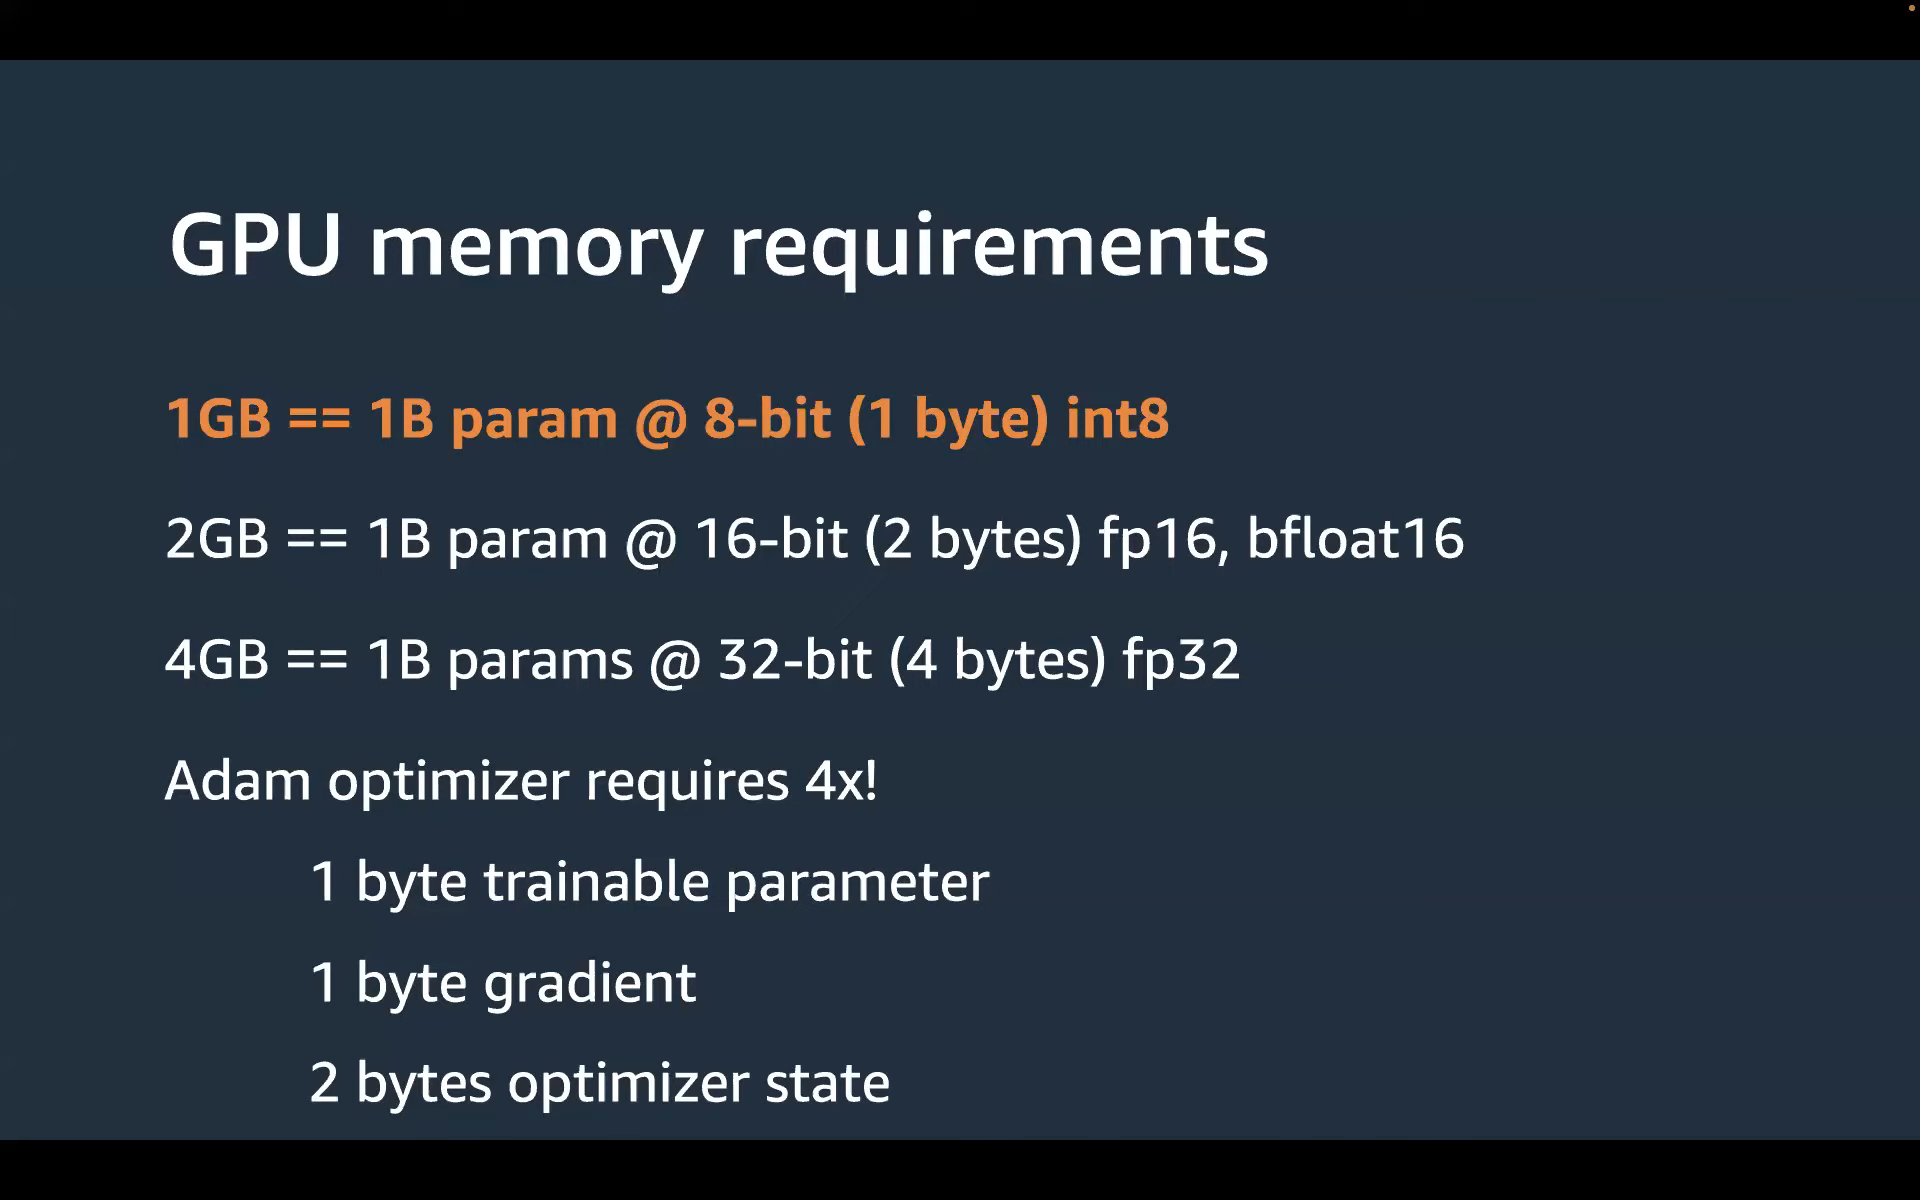 GPU memory requirements
1GB == 1B param @ 8-bit (1 byte) int8
2GB == 1B param @ 16-bit (2 bytes) fp16, bfloat16
4GB == 1B params @ 32-bit (4 bytes) fp32
Adam optimizer requires 4x!
1 byte trainable parameter
1 byte gradient
2 bytes optimizer state